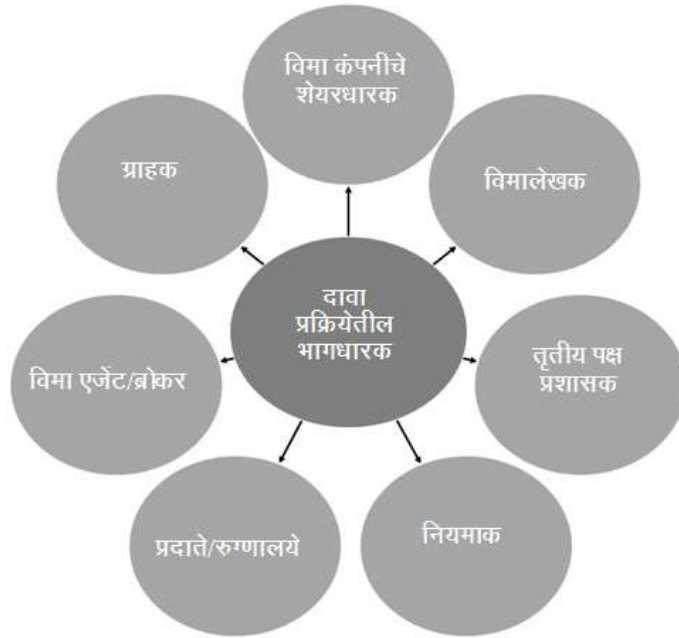 विमा कंपनीचे
शेयरधारक
ग्राहक
विमालेखक
दावा
प्रक्रियेतील
भागधारक
विमा एजेंट/ब्रोकर
तृतीय पक्ष
प्रशासक
प्रदाते/रुग्णालये
नियमाक